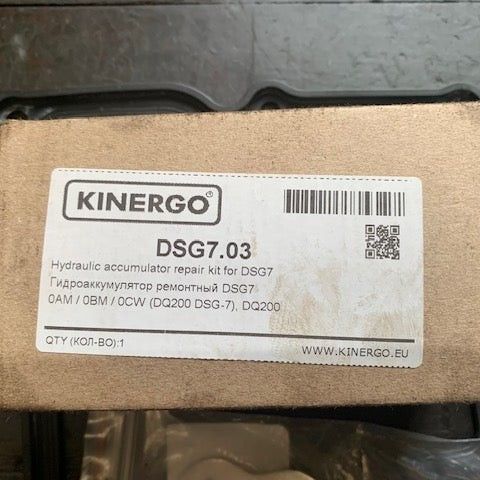 KINERGO®
DSG7.03
Hydraulic accumulator repair kit for DSG7
Гидроаккумулятор ремонтный DSG7
0AM / 0BM / 0CW (DQ200 DSG-7), DQ200
QTY (КОЛ-ВО):1
WWW.KINERGO.EU